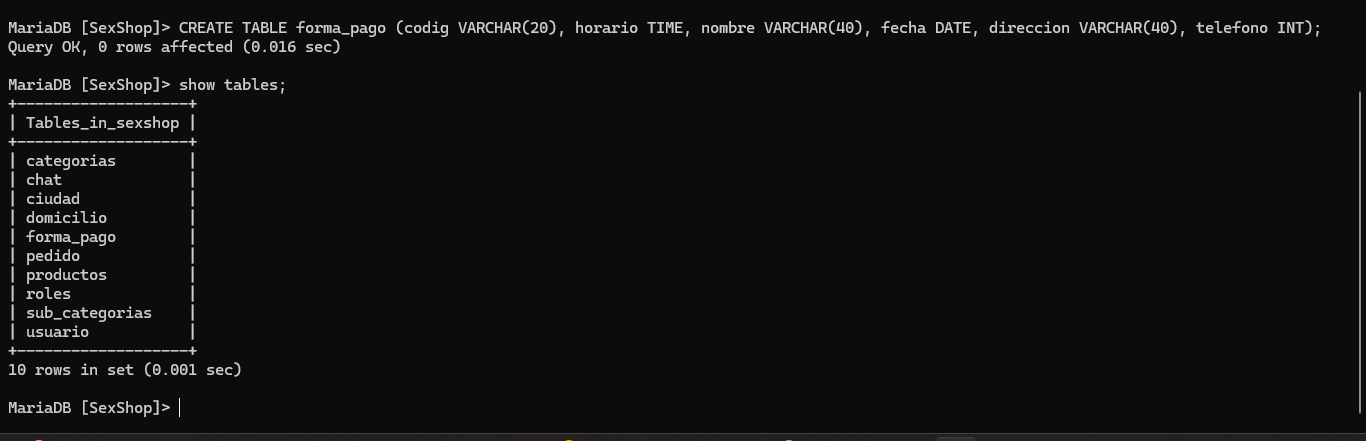 MariaDB [SexShop]> CREATE TABLE forma_pago (codig VARCHAR(20), horario TIME, nombre VARCHAR(40), fecha DATE, direccion VARCHAR(40), telefono INT);
Query OK, 0 rows affected (0.016 sec)

MariaDB [SexShop]> show tables;
+-------------------+
| Tables_in_sexshop |
+-------------------+
| categorias        |
| chat              |
| ciudad            |
| domicilio         |
| forma_pago        |
| pedido            |
| productos         |
| roles             |
| sub_categorias    |
| usuario           |
+-------------------+
10 rows in set (0.001 sec)

MariaDB [SexShop]>